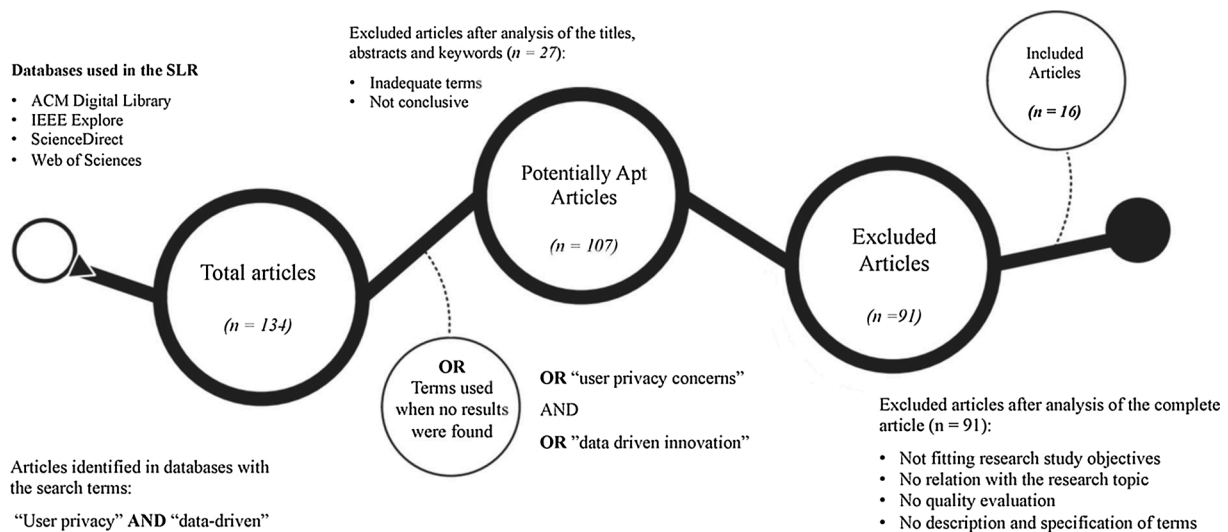 Databases used in the SLR
• ACM Digital Library
• IEEE Explore
• ScienceDirect
• Web of Sciences
Excluded articles after analysis of the titles,
abstracts and keywords (n = 27):
• Inadequate terms
• Not conclusive
Included
Articles
(n = 16)
Total articles
(n = 134)
Potentially Apt
Articles
(n = 107)
Excluded
Articles
(n =91)
OR
Terms used
when no results
were found
OR “user privacy concerns”
AND
OR ”data driven innovation”
Articles identified in databases with
the search terms:
“User privacy” AND “data-driven”
Excluded articles after analysis of the complete
article (n = 91):
• Not fitting research study objectives
• No relation with the research topic
• No quality evaluation
• No description and specification of terms